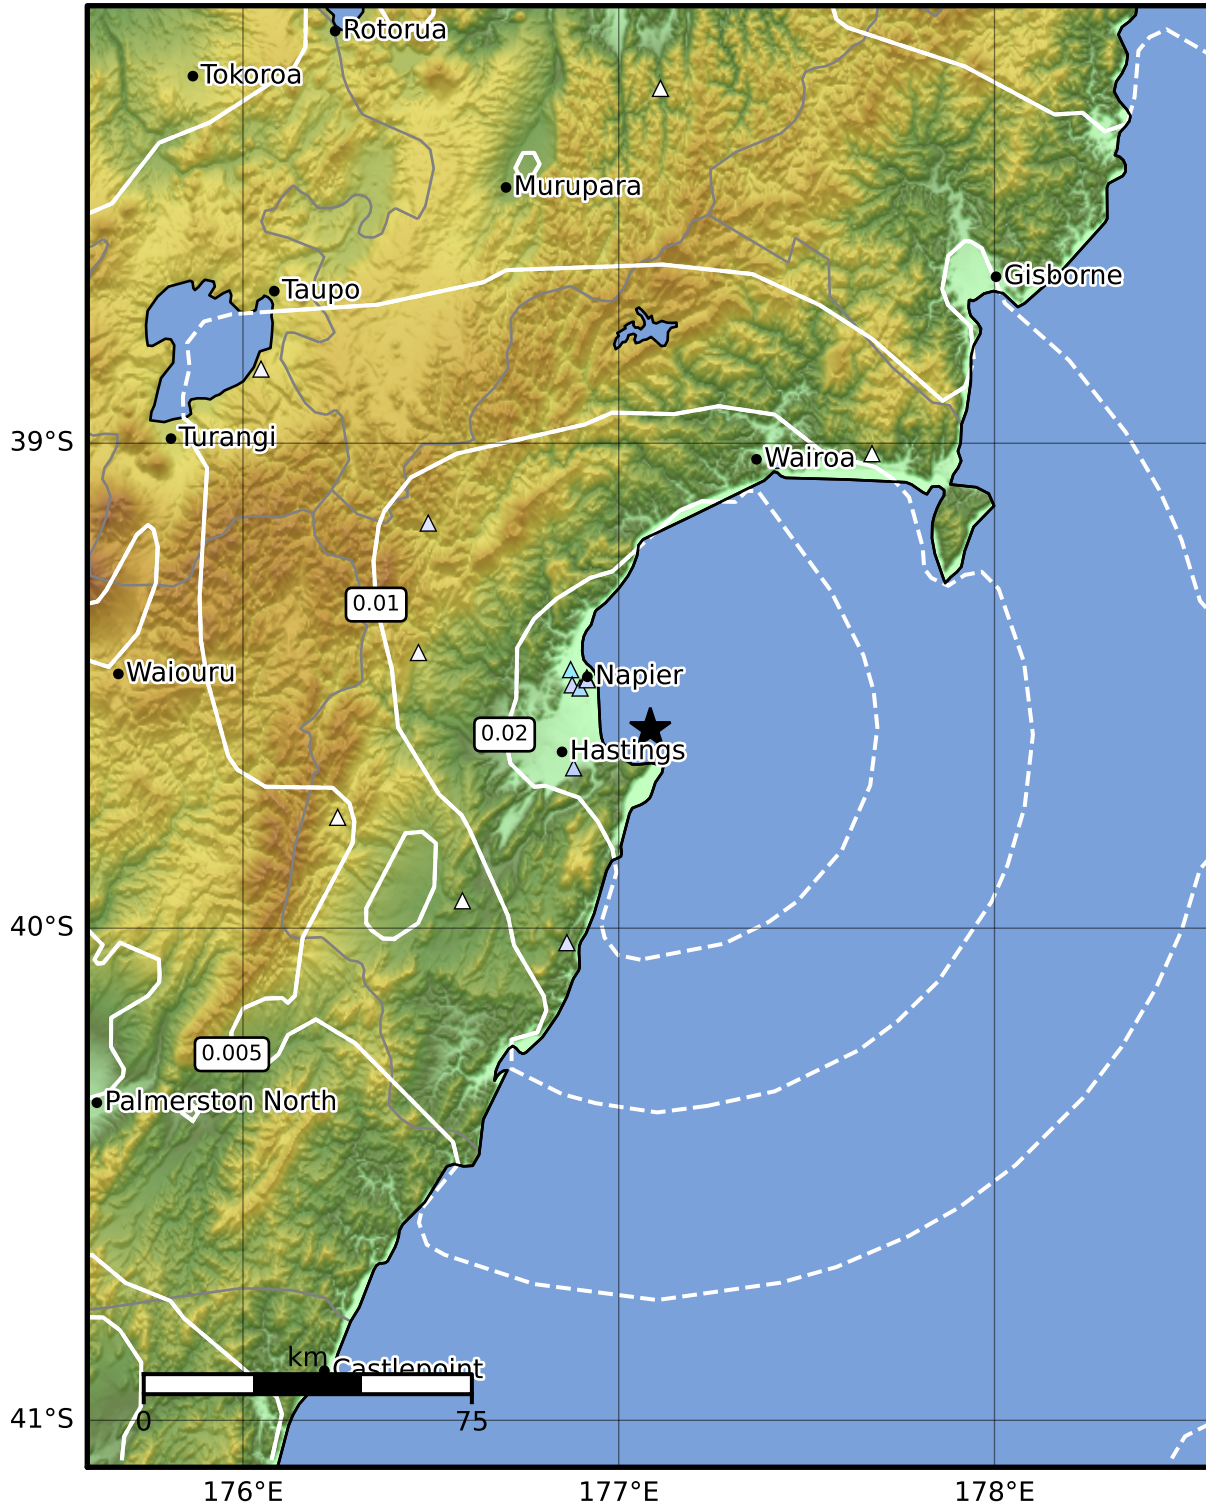 Rotorua
Tokoroa
Murupara
Gisborne
Taupo
39°S
Turangi
Wairoa
0.01
Waiouru
Napier
0.02
Hastings
40°S
0.005
Palmerston North
km
Castlepoint
0
75
41°S
176°E
177°E
178°E